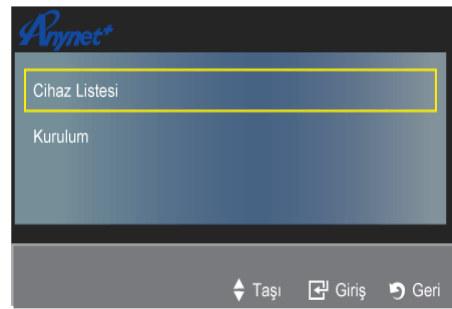 Anynet+
Cihaz Listesi
Kurulum
Taşı Giriş Geri